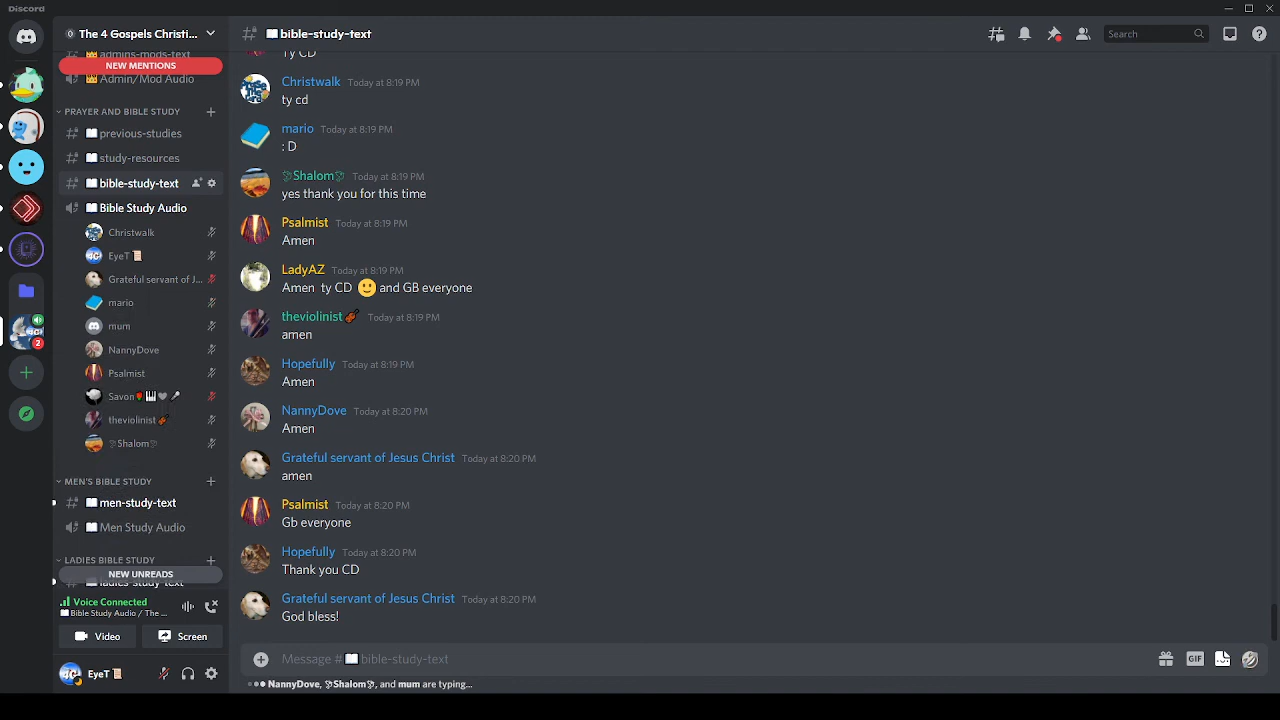 Discord
The 4 Gospels Christi...
admins-mods-text
NEW MENTIONS
Admin/Mod Audio
PRAYER AND BIBLE STUDY
previous-studies
study-resources
bible-study-text
Bible Study Audio
Christwalk
EyeT
Grateful servant of J...
mario
mum
NannyDove
Psalmist
Savon
theviolinist
Shalom
MEN'S BIBLE STUDY
men-study-text
Men Study Audio
LADIES BIBLE STUDY
NEW UNREADS
ladies-study-text
Voice Connected
Bible Study Audio / The ...
Video
Screen
EyeT
2
bible-study-text
Search
Ty CD
Christwalk Today at 8:19 PM
ty cd
mario Today at 8:19 PM
: D
Shalom Today at 8:19 PM
yes thank you for this time
Psalmist Today at 8:19 PM
Amen
LadyAZ Today at 8:19 PM
Amen ty CD 🙂 and GB everyone
theviolinist🎻 Today at 8:19 PM
amen
Hopefully Today at 8:19 PM
Amen
NannyDove Today at 8:20 PM
Amen
Grateful servant of Jesus Christ Today at 8:20 PM
amen
Psalmist Today at 8:20 PM
Gb everyone
Hopefully Today at 8:20 PM
Thank you CD
Grateful servant of Jesus Christ Today at 8:20 PM
God bless!
Message #📖bible-study-text
GIF
NannyDove, Shalom, and mum are typing...